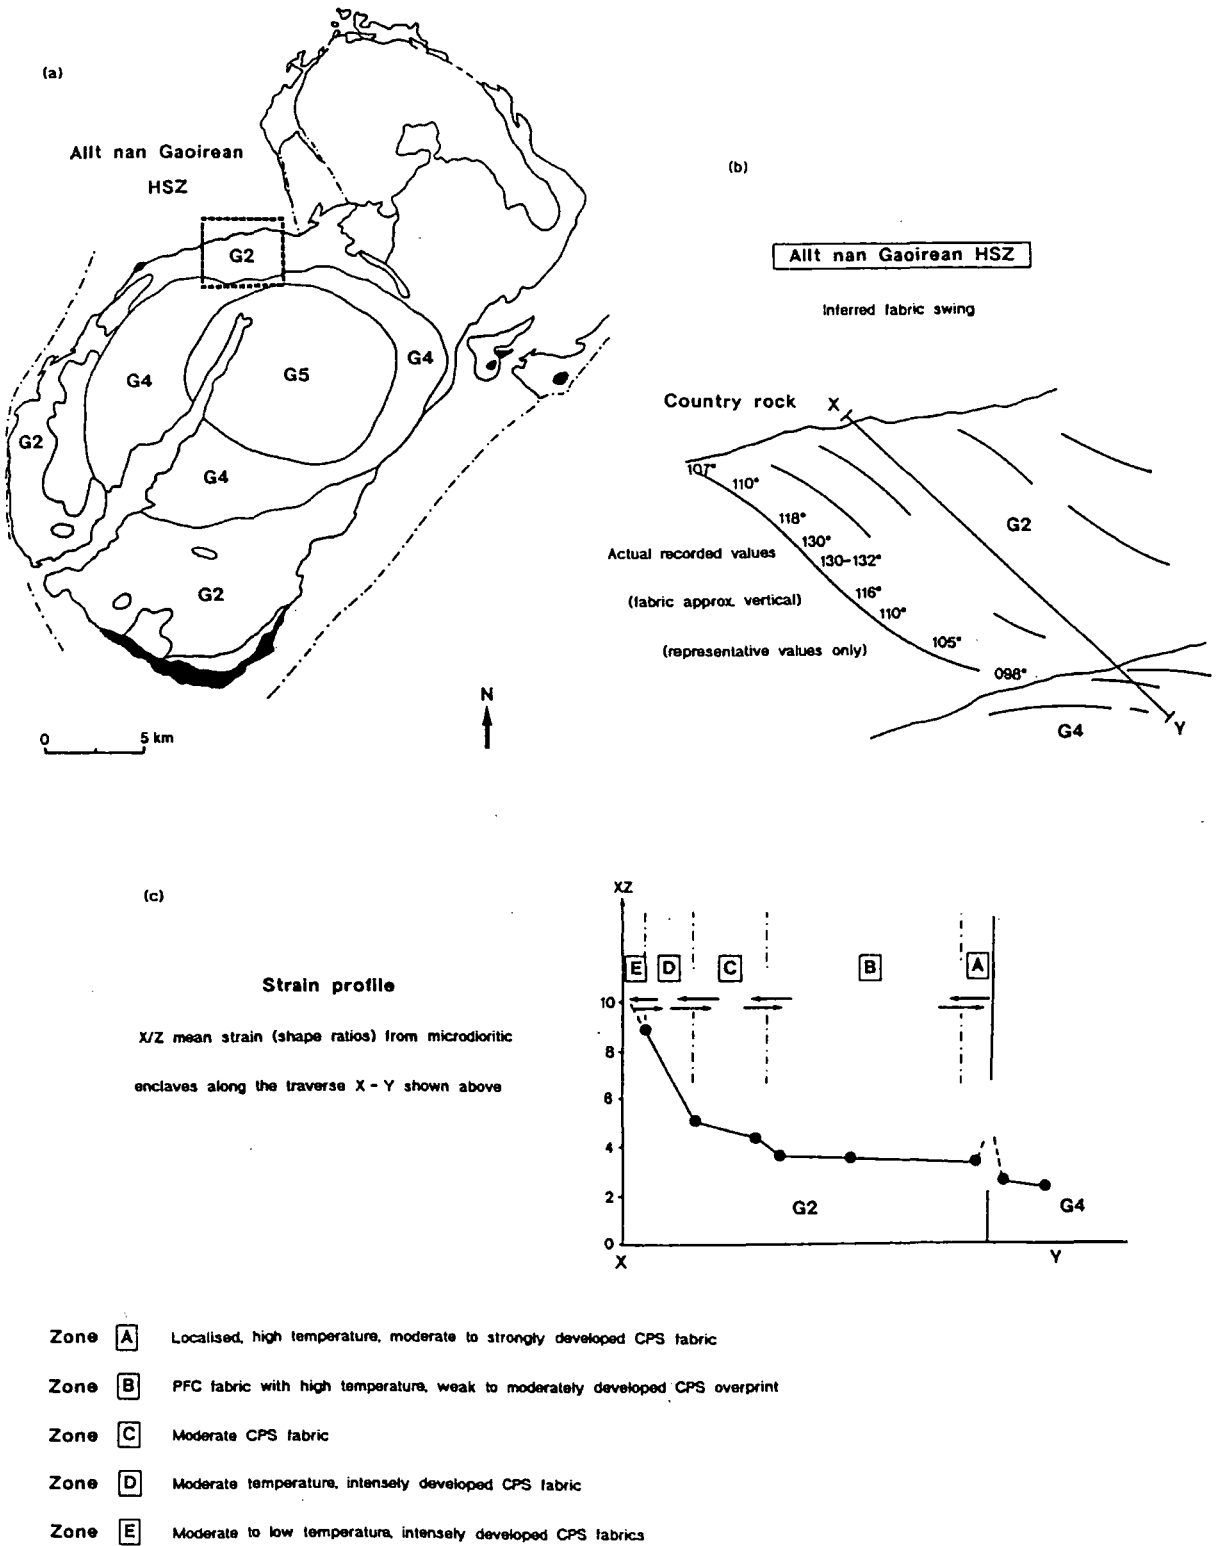 (a)
Allt nan Gaoirean
HSZ
G2
G4
G5
G4
G2
G4
G2
N
0 5 km
(b)
Allt nan Gaoirean HSZ
Inferred fabric swing
Country rock X
107°
110°
118°
G2
130°
Actual recorded values
130-132°
(fabric approx. vertical)
116°
110°
(representative values only)
105°
098°
G4
Y
(c)
XZ
E D C B A
Strain profile
X/Z mean strain (shape ratios) from microdioritic
enclaves along the traverse X - Y shown above
10
8
6
4
2
0
G2
G4
X
Y
Zone A Localised, high temperature, moderate to strongly developed CPS fabric
Zone B PFC fabric with high temperature, weak to moderately developed CPS overprint
Zone C Moderate CPS fabric
Zone D Moderate temperature, intensely developed CPS fabric
Zone E Moderate to low temperature, intensely developed CPS fabrics